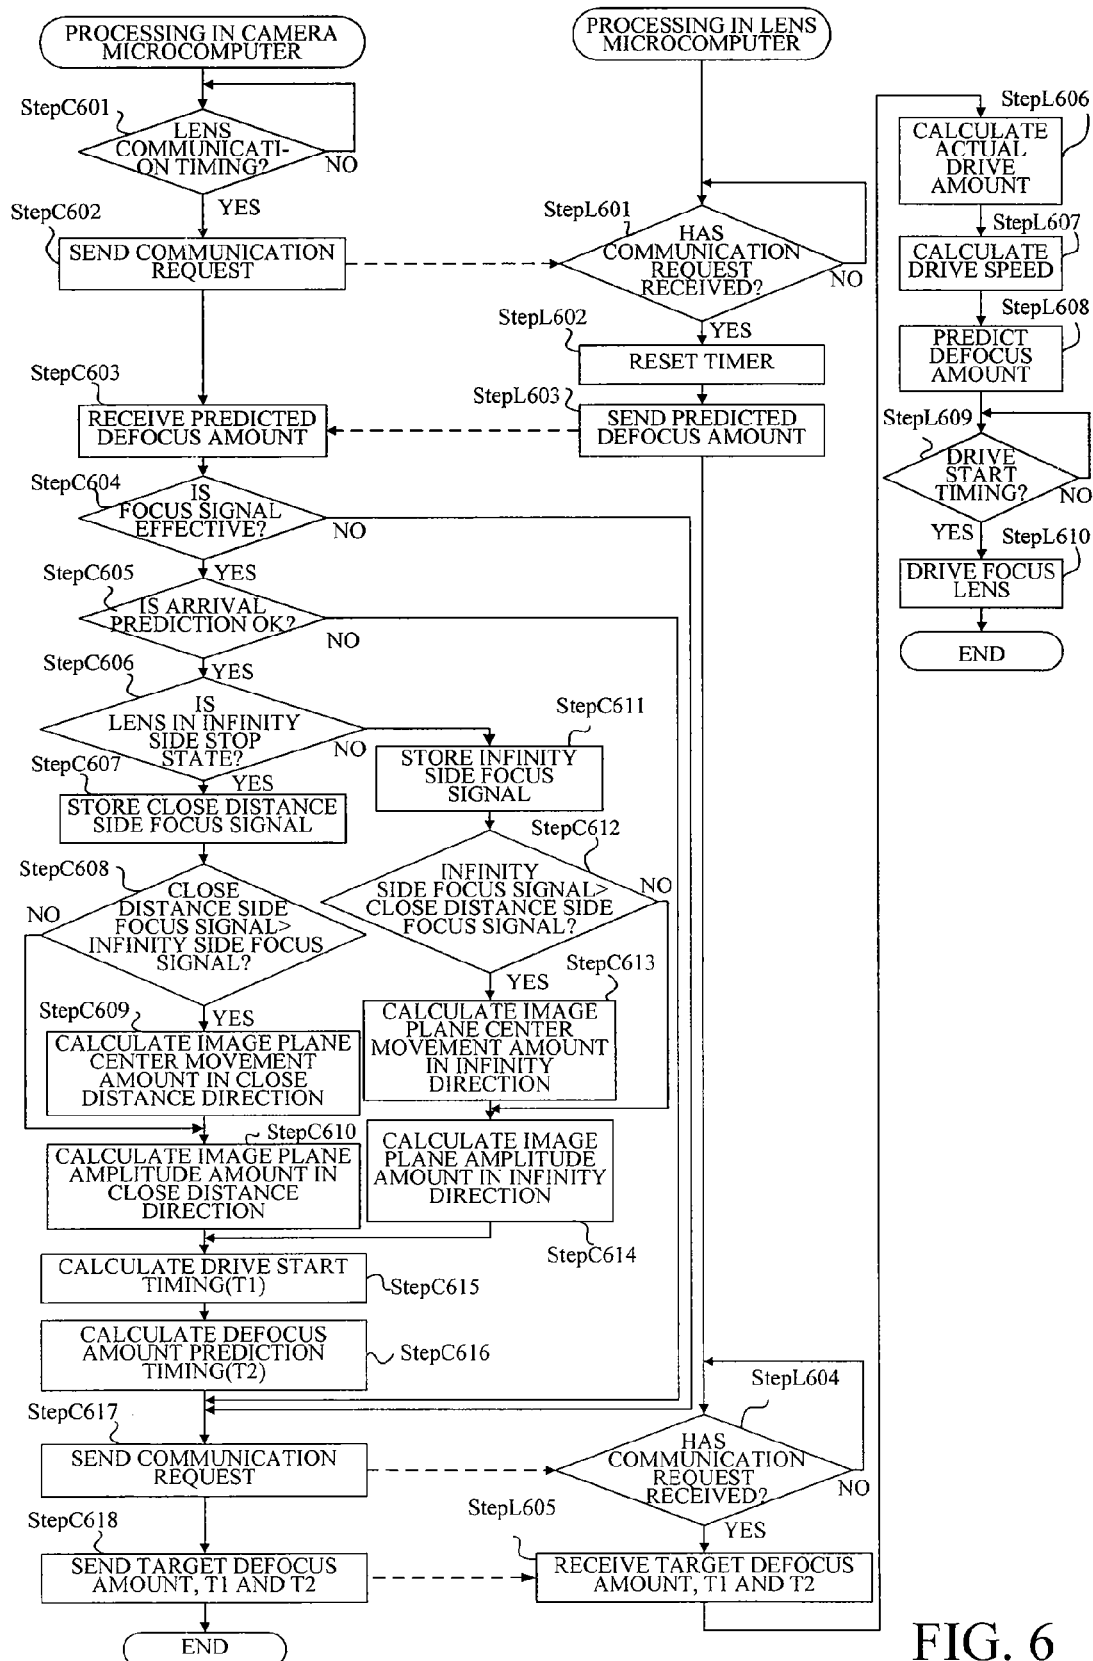 PROCESSING IN CAMERA
MICROCOMPUTER
StepC601
LENS
COMMUNICATI-
ON TIMING?
NO
YES
StepC602
SEND COMMUNICATION
REQUEST
StepC603
RECEIVE PREDICTED
DEFOCUS AMOUNT
StepC604
IS
FOCUS SIGNAL
EFFECTIVE?
NO
YES
StepC605
IS ARRIVAL
PREDICTION OK?
NO
YES
StepC606
IS
LENS IN INFINITY
SIDE STOP
STATE?
NO
YES
StepC607
STORE CLOSE DISTANCE
SIDE FOCUS SIGNAL
StepC608
CLOSE
DISTANCE SIDE
FOCUS SIGNAL>
INFINITY SIDE FOCUS
SIGNAL?
NO
YES
StepC609
CALCULATE IMAGE PLANE
CENTER MOVEMENT
AMOUNT IN CLOSE
DISTANCE DIRECTION
StepC610
CALCULATE IMAGE PLANE
AMPLITUDE AMOUNT IN
CLOSE DISTANCE
DIRECTION
StepC611
STORE INFINITY
SIDE FOCUS
SIGNAL
StepC612
INFINITY
SIDE FOCUS SIGNAL>
CLOSE DISTANCE SIDE
FOCUS SIGNAL?
NO
YES
StepC613
CALCULATE IMAGE
PLANE CENTER
MOVEMENT AMOUNT
IN INFINITY
DIRECTION
CALCULATE IMAGE
PLANE AMPLITUDE
AMOUNT IN INFINITY
DIRECTION
StepC614
CALCULATE DRIVE START
TIMING(T1)
StepC615
CALCULATE DEFOCUS
AMOUNT PREDICTION
TIMING(T2)
StepC616
StepC617
SEND COMMUNICATION
REQUEST
StepC618
SEND TARGET DEFOCUS
AMOUNT, T1 AND T2
END
PROCESSING IN LENS
MICROCOMPUTER
StepL601
HAS
COMMUNICATION
REQUEST
RECEIVED?
NO
YES
StepL602
RESET TIMER
StepL603
SEND PREDICTED
DEFOCUS AMOUNT
StepL604
HAS
COMMUNICATION
REQUEST
RECEIVED?
NO
YES
StepL605
RECEIVE TARGET DEFOCUS
AMOUNT, T1 AND T2
StepL606
CALCULATE
ACTUAL
DRIVE
AMOUNT
StepL607
CALCULATE
DRIVE SPEED
StepL608
PREDICT
DEFOCUS
AMOUNT
StepL609
DRIVE
START
TIMING?
NO
YES
StepL610
DRIVE FOCUS
LENS
END
FIG. 6